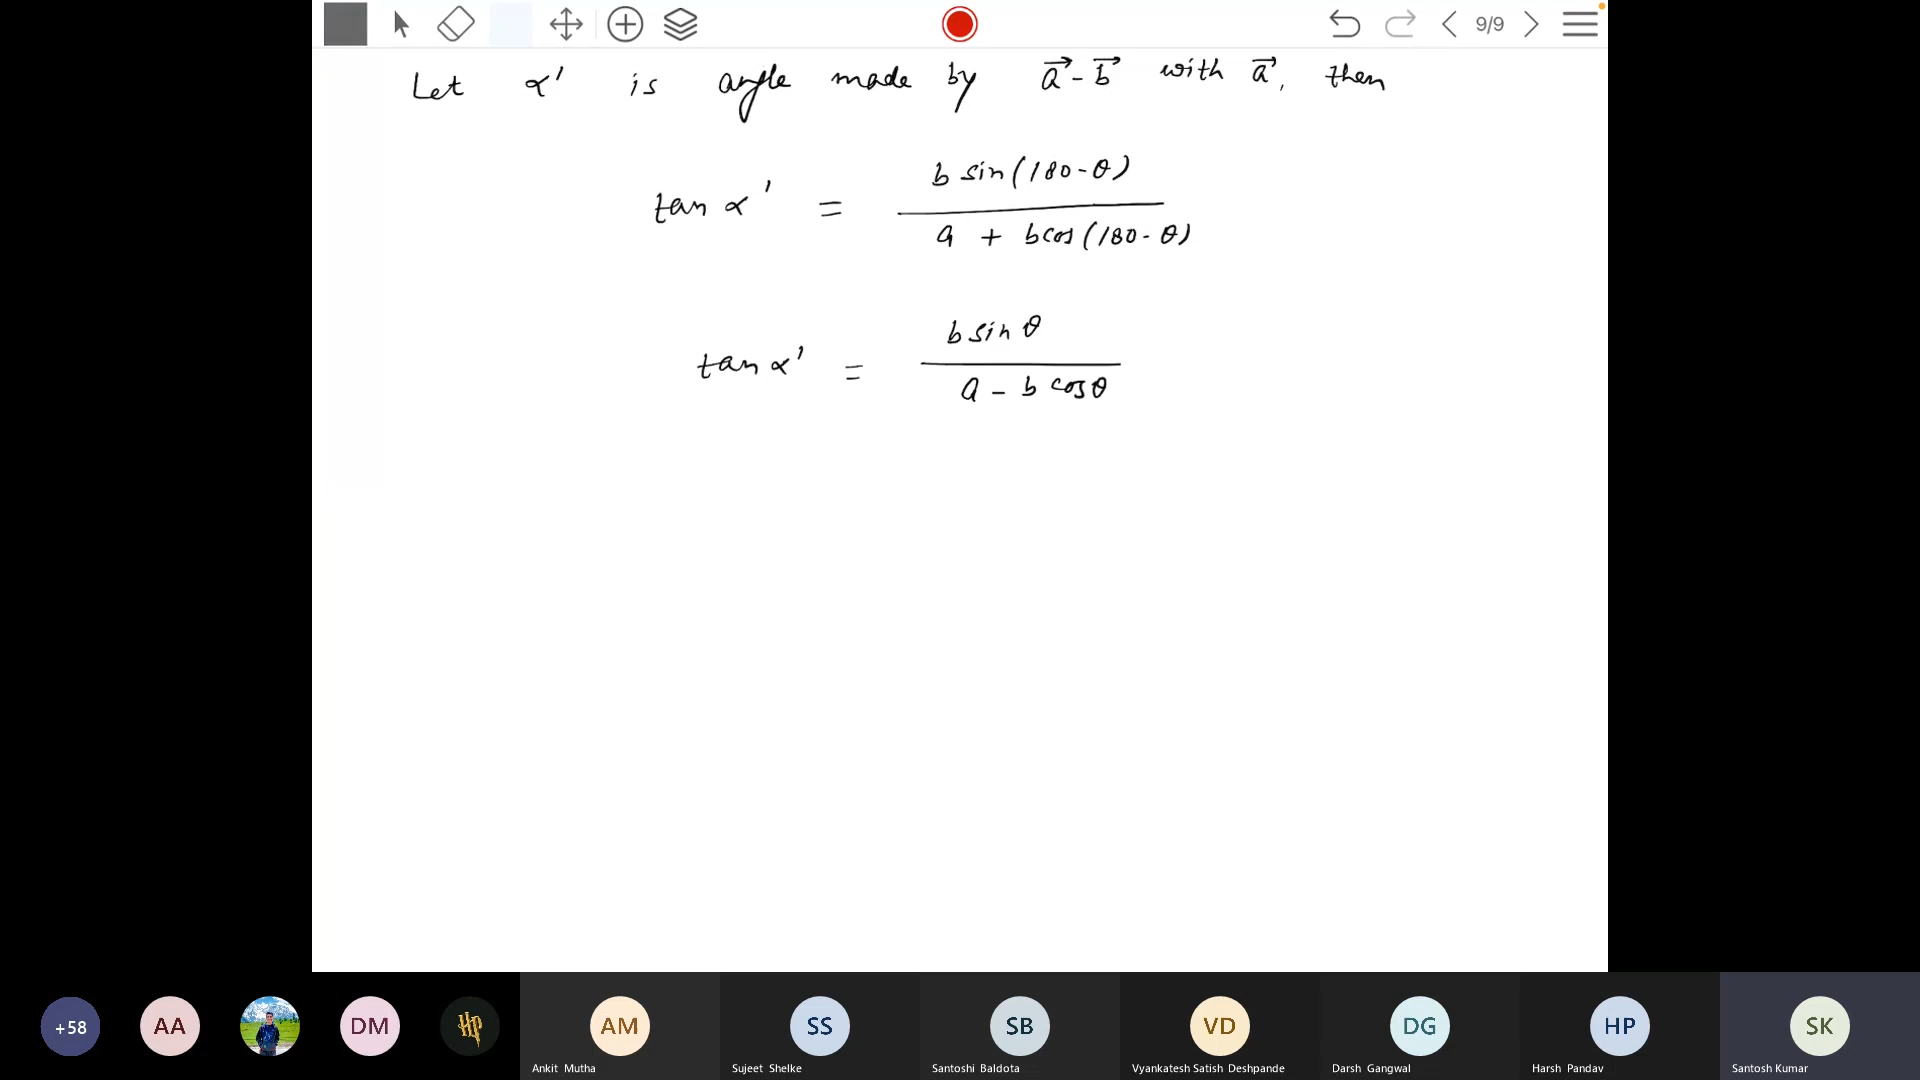 9/9
Let α' is angle made by a⃗ - b⃗ with a⃗, then
tan α' = b sin(180-θ) / a + b cos(180-θ)
tan α' = b sin θ / a - b cos θ
+58 AA DM HP AM SS SB VD DG HP SK
Ankit Mutha Sujeet Shelke Santoshi Baldota Vyankatesh Satish Deshpande Darsh Gangwal Harsh Pandav Santosh Kumar